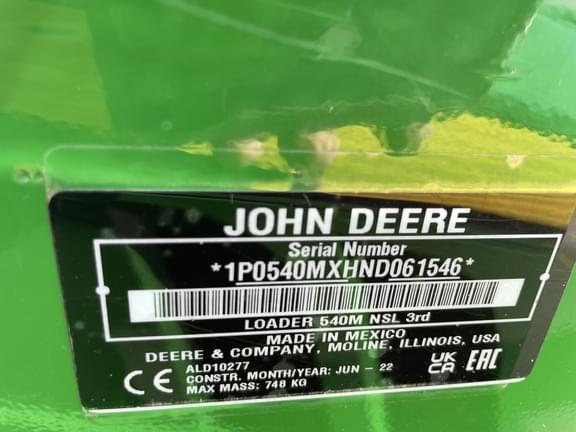 JOHN DEERE
Serial Number
*1P0540MXHND061546*
LOADER 540M NSL 3rd
MADE IN MEXICO
DEERE & COMPANY, MOLINE, ILLINOIS, USA
ALD10277
CONSTR. MONTH/YEAR: JUN - 22
MAX MASS: 748 KG
CE
UK CA
EAC